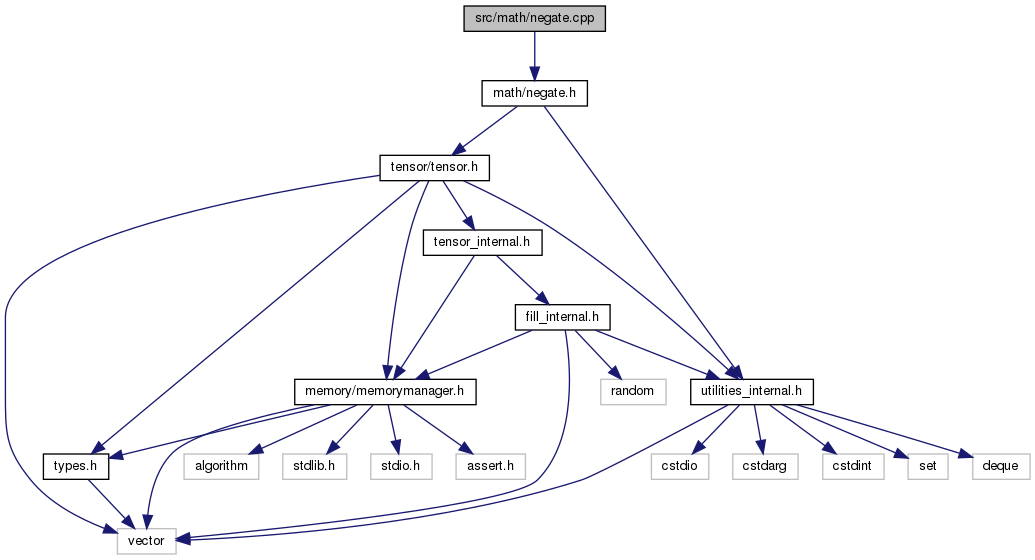 src/math/negate.cpp
math/negate.h
tensor/tensor.h
tensor_internal.h
fill_internal.h
memory/memorymanager.h
random
utilities_internal.h
types.h
algorithm
stdlib.h
stdio.h
assert.h
cstdio
cstdarg
cstdint
set
deque
vector